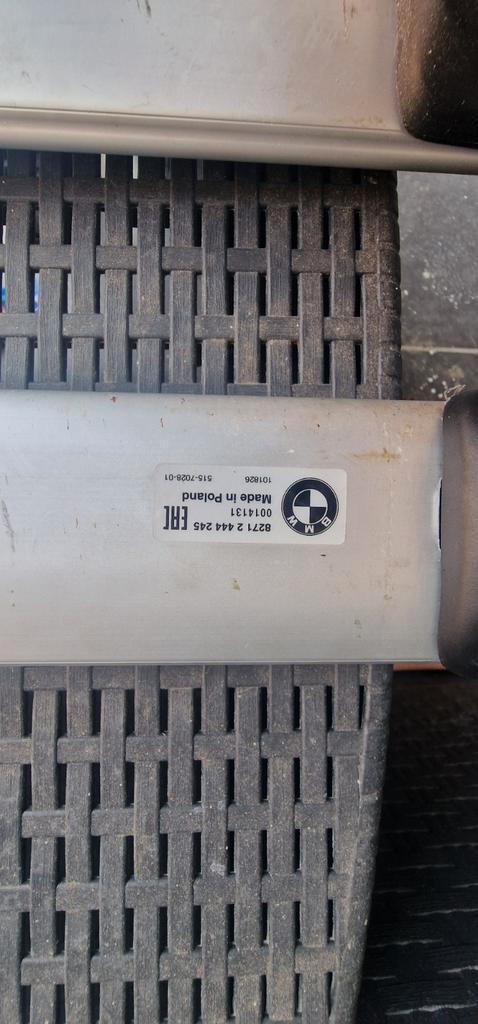 BMW
8271 2 444 245
0014131
EAC
Made in Poland
101826 515-7028-01